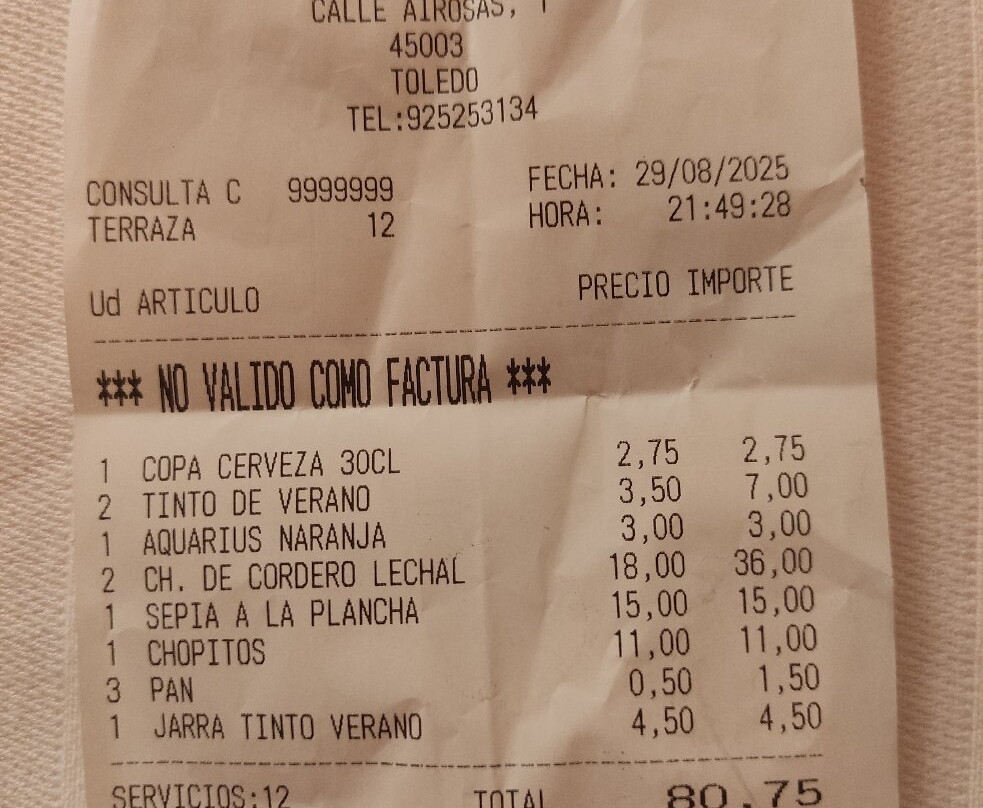 CALLE AIROSAS, 1
45003
TOLEDO
TEL:925253134
CONSULTA C 9999999 FECHA: 29/08/2025
TERRAZA 12 HORA: 21:49:28
Ud ARTICULO PRECIO IMPORTE
*** NO VALIDO COMO FACTURA ***
1 COPA CERVEZA 30CL 2,75 2,75
2 TINTO DE VERANO 3,50 7,00
1 AQUARIUS NARANJA 3,00 3,00
2 CH. DE CORDERO LECHAL 18,00 36,00
1 SEPIA A LA PLANCHA 15,00 15,00
1 CHOPITOS 11,00 11,00
3 PAN 0,50 1,50
1 JARRA TINTO VERANO 4,50 4,50
SERVICIOS:12 TOTAL 80.75